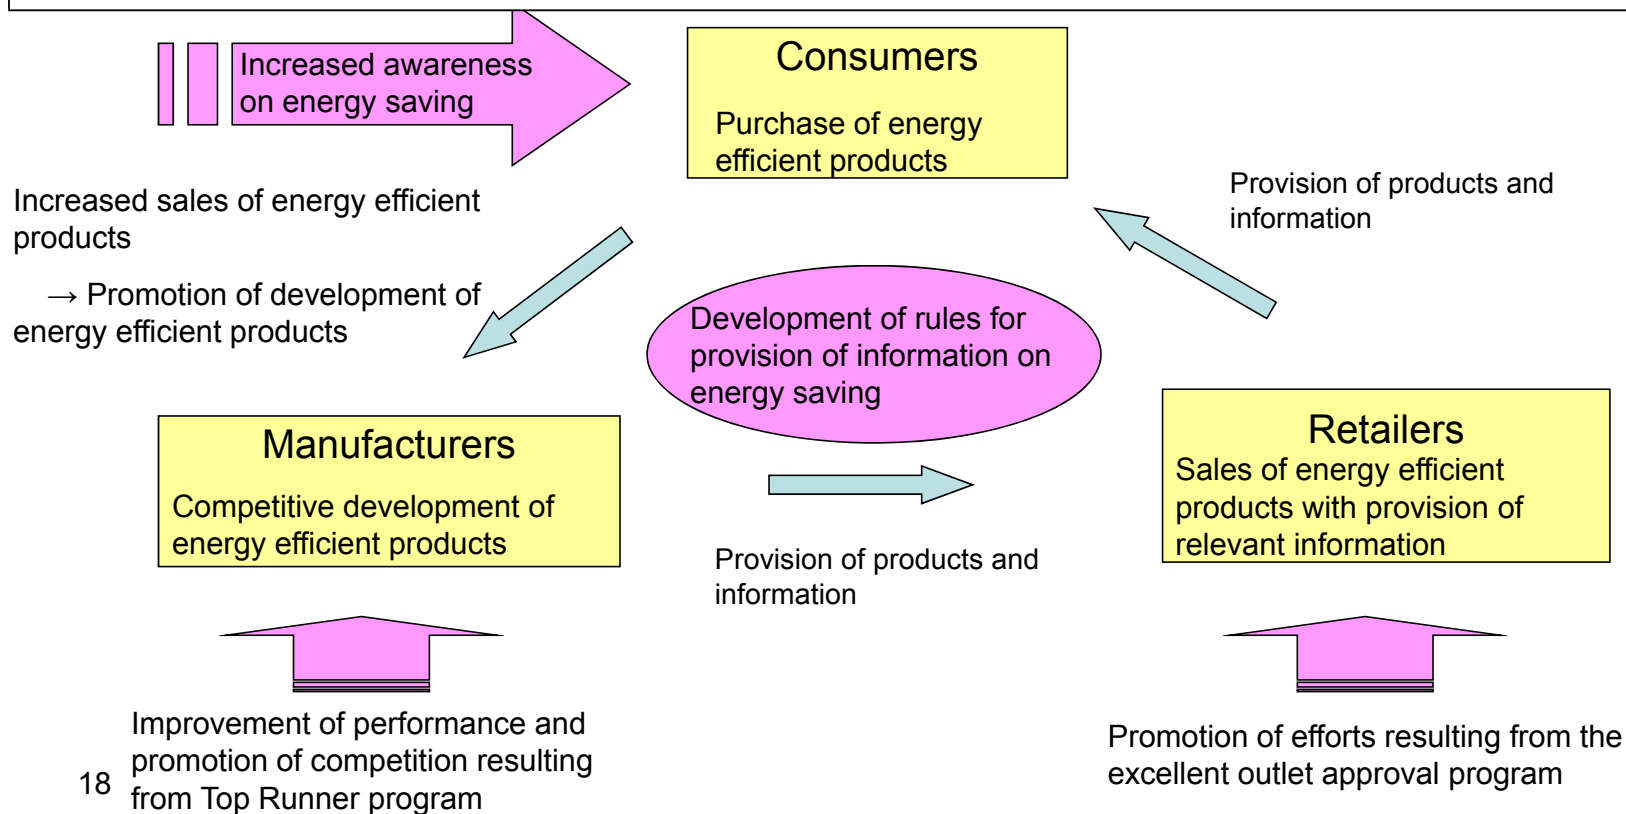 Increased awareness
on energy saving
Consumers
Purchase of energy
efficient products
Increased sales of energy efficient
products
→ Promotion of development of
energy efficient products
Provision of products and
information
Development of rules for
provision of information on
energy saving
Manufacturers
Competitive development of
energy efficient products
Retailers
Sales of energy efficient
products with provision of
relevant information
Provision of products and
information
Improvement of performance and
promotion of competition resulting
from Top Runner program
Promotion of efforts resulting from the
excellent outlet approval program
18